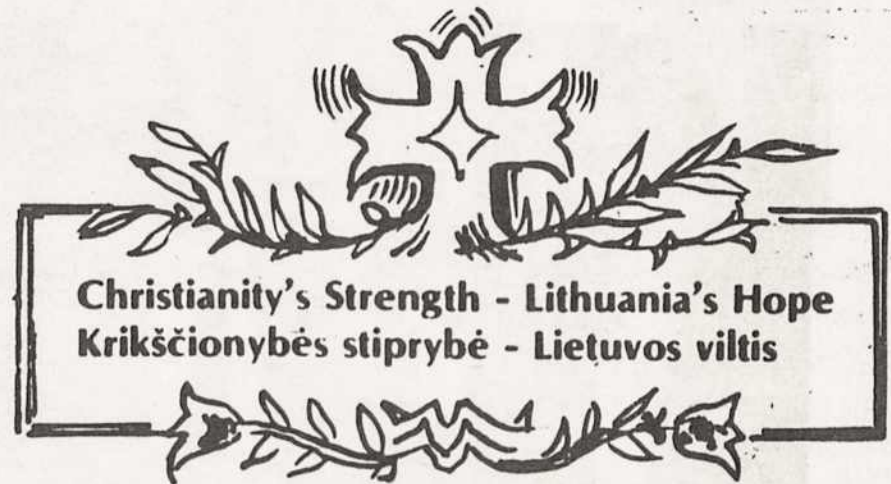 Christianity's Strength - Lithuania's Hope
Krikščionybės stiprybė - Lietuvos viltis